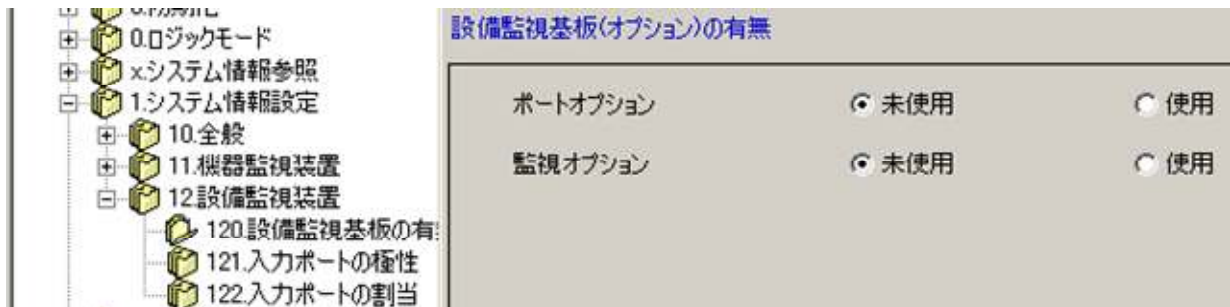 0.ロジックモード
x.システム情報参照
1.システム情報設定
10.全般
11.機器監視装置
12.設備監視装置
120.設備監視基板の有
121.入力ポートの極性
122.入力ポートの割当
設備監視基板(オプション)の有無
ポートオプション 未使用 使用
監視オプション 未使用 使用